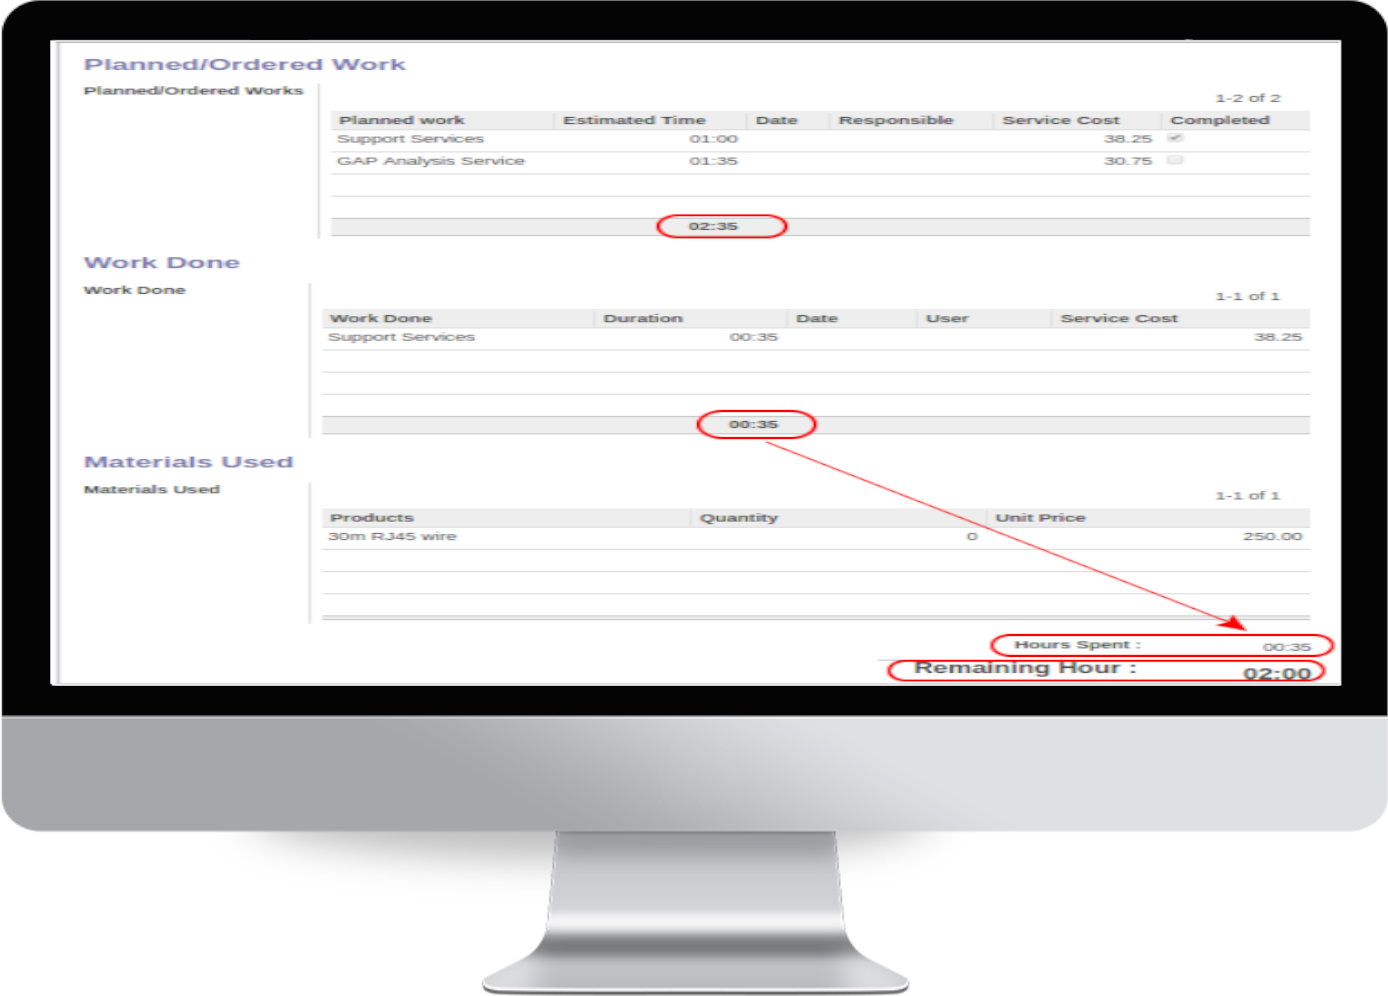 Planned/Ordered Work
Planned/Ordered Works
1-2 of 2
Planned work Estimated Time Date Responsible Service Cost Completed
Support Services 01:00 38.25
GAP Analysis Service 01:35 30.75
02:35
Work Done
Work Done
1-1 of 1
Work Done Duration Date User Service Cost
Support Services 00:35 38.25
00:35
Materials Used
Materials Used
1-1 of 1
Products Quantity Unit Price
30m RJ45 wire 0 250.00
Hours Spent : 00:35
Remaining Hour : 02:00